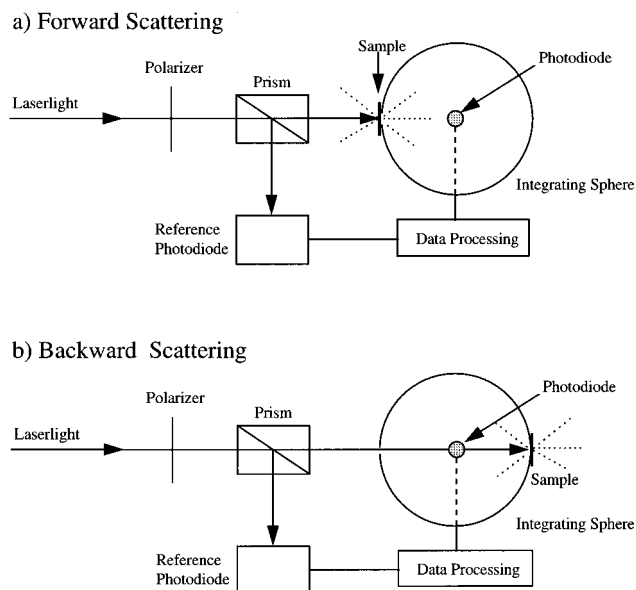 a) Forward Scattering
Sample
Photodiode
Polarizer
Prism
Laserlight
Integrating Sphere
Reference
Photodiode
Data Processing
b) Backward Scattering
Photodiode
Polarizer
Prism
Laserlight
Sample
Integrating Sphere
Reference
Photodiode
Data Processing